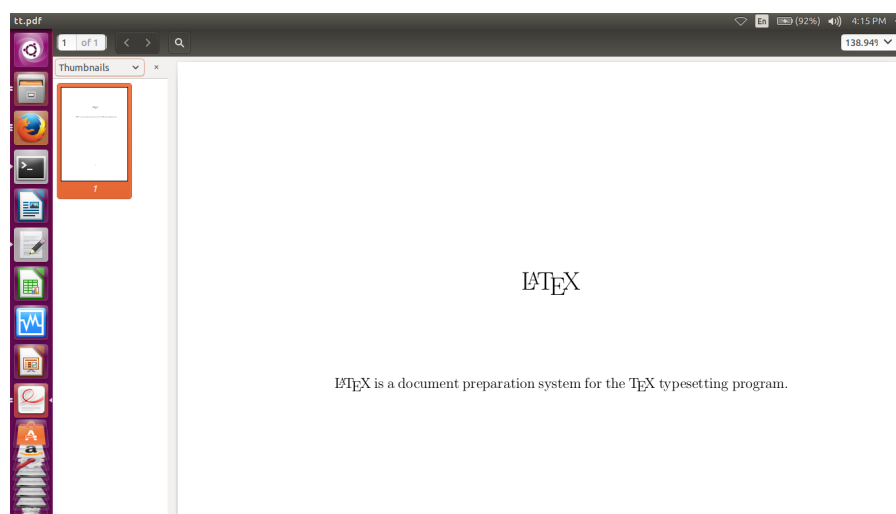 tt.pdf
En (92%) 4:15 PM
1 of 1
138.94%
Thumbnails
1
LATEX
LATEX is a document preparation system for the TEX typesetting program.